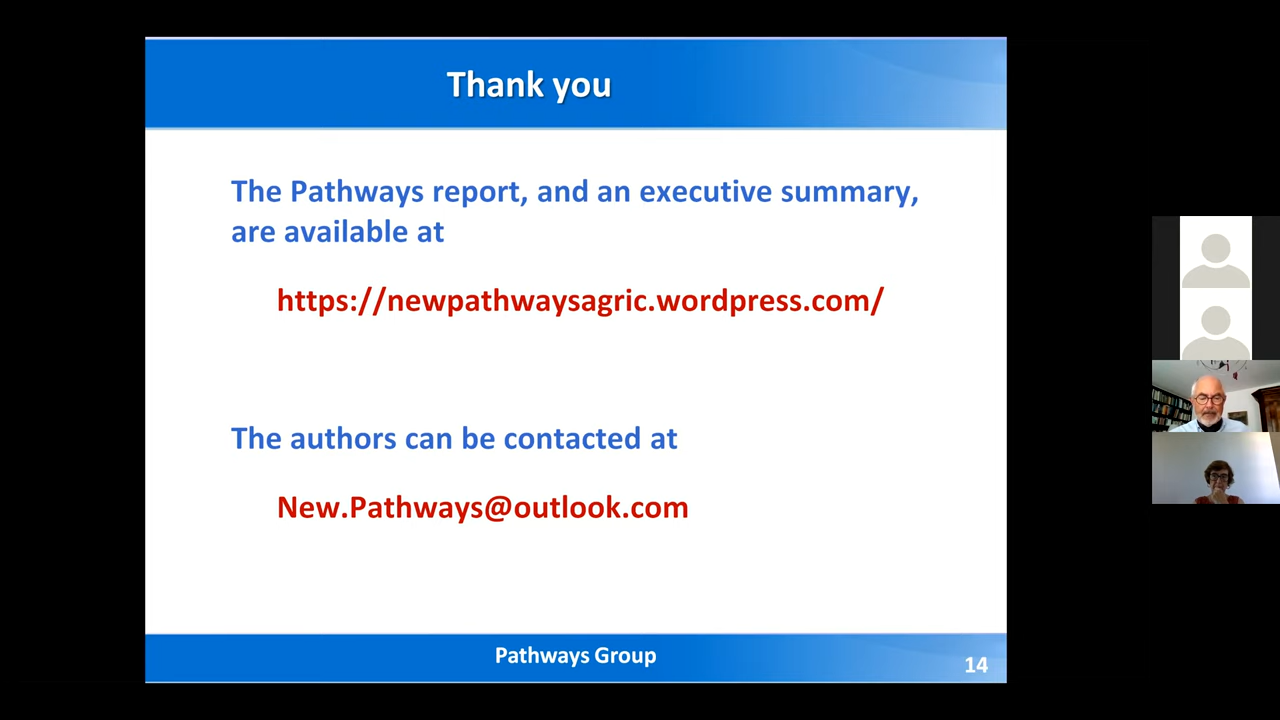 Thank you
The Pathways report, and an executive summary,
are available at
https://newpathwaysagric.wordpress.com/
The authors can be contacted at
New.Pathways@outlook.com
Pathways Group
14